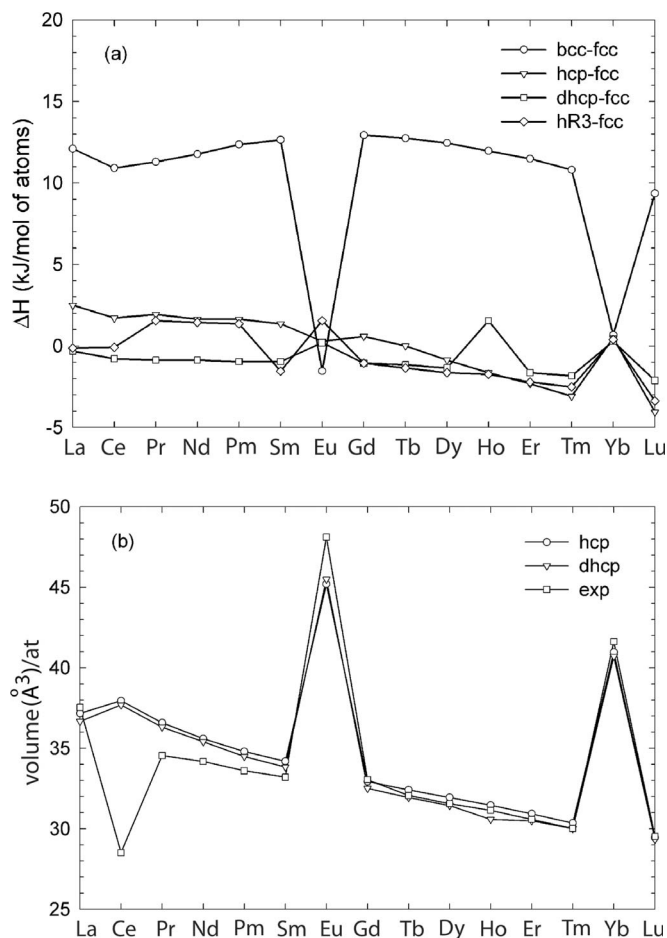 20
15
10
5
0
-5
ΔH (kJ/mol of atoms)
(a)
bcc-fcc
hcp-fcc
dhcp-fcc
hR3-fcc
La Ce Pr Nd Pm Sm Eu Gd Tb Dy Ho Er Tm Yb Lu
50
45
40
35
30
25
volume(Å³)/at
(b)
hcp
dhcp
exp
La Ce Pr Nd Pm Sm Eu Gd Tb Dy Ho Er Tm Yb Lu